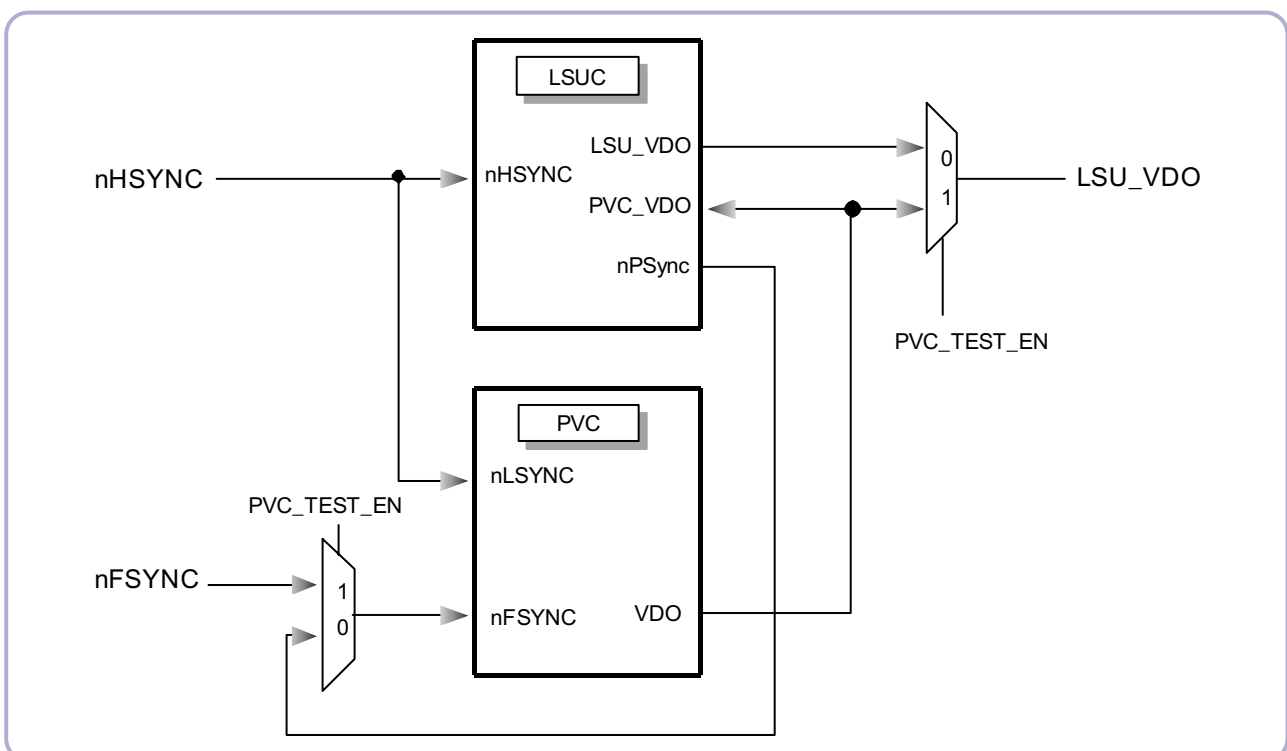 LSUC
LSU_VDO
nHSYNC
nHSYNC
PVC_VDO
nPSync
0
1
LSU_VDO
PVC_TEST_EN
PVC
nLSYNC
PVC_TEST_EN
nFSYNC
1
0
nFSYNC
VDO